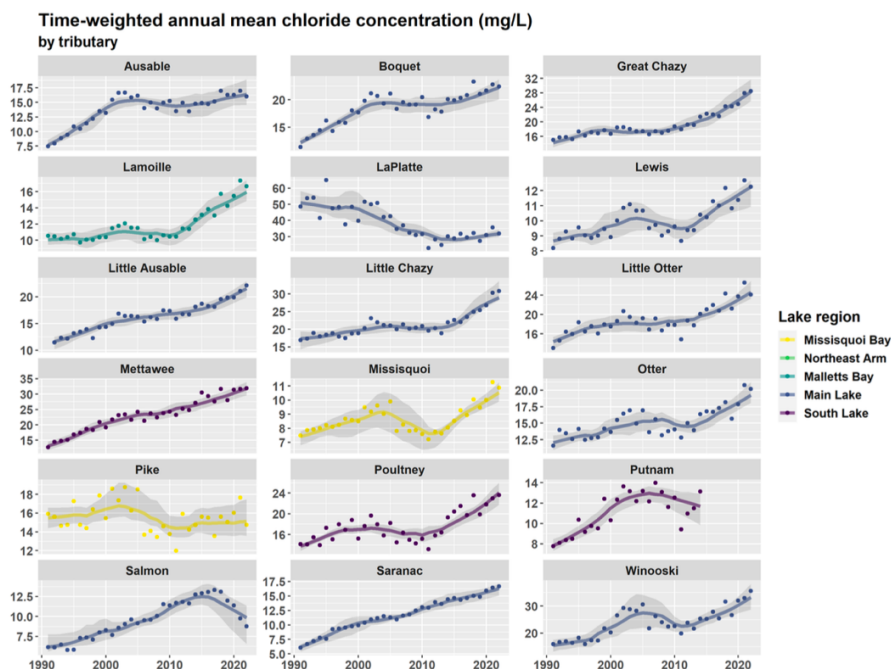 Time-weighted annual mean chloride concentration (mg/L)
by tributary
Ausable
Boquet
Great Chazy
17.5
15.0
12.5
10.0
7.5
20
15
32
28
24
20
16
Lamoille
LaPlatte
Lewis
16
14
12
10
60
50
40
30
12
11
10
9
8
Little Ausable
Little Chazy
Little Otter
20
15
10
30
25
20
15
24
20
16
Mettawee
Missisquoi
Otter
35
30
25
20
15
11
10
9
8
7
20.0
17.5
15.0
12.5
Pike
Poultney
Putnam
18
16
14
12
24
20
16
14
12
10
8
Salmon
Saranac
Winooski
12.5
10.0
7.5
17.5
15.0
12.5
10.0
7.5
5.0
30
20
1990 2000 2010 2020
1990 2000 2010 2020
1990 2000 2010 2020
Lake region
Missisquoi Bay
Northeast Arm
Malletts Bay
Main Lake
South Lake